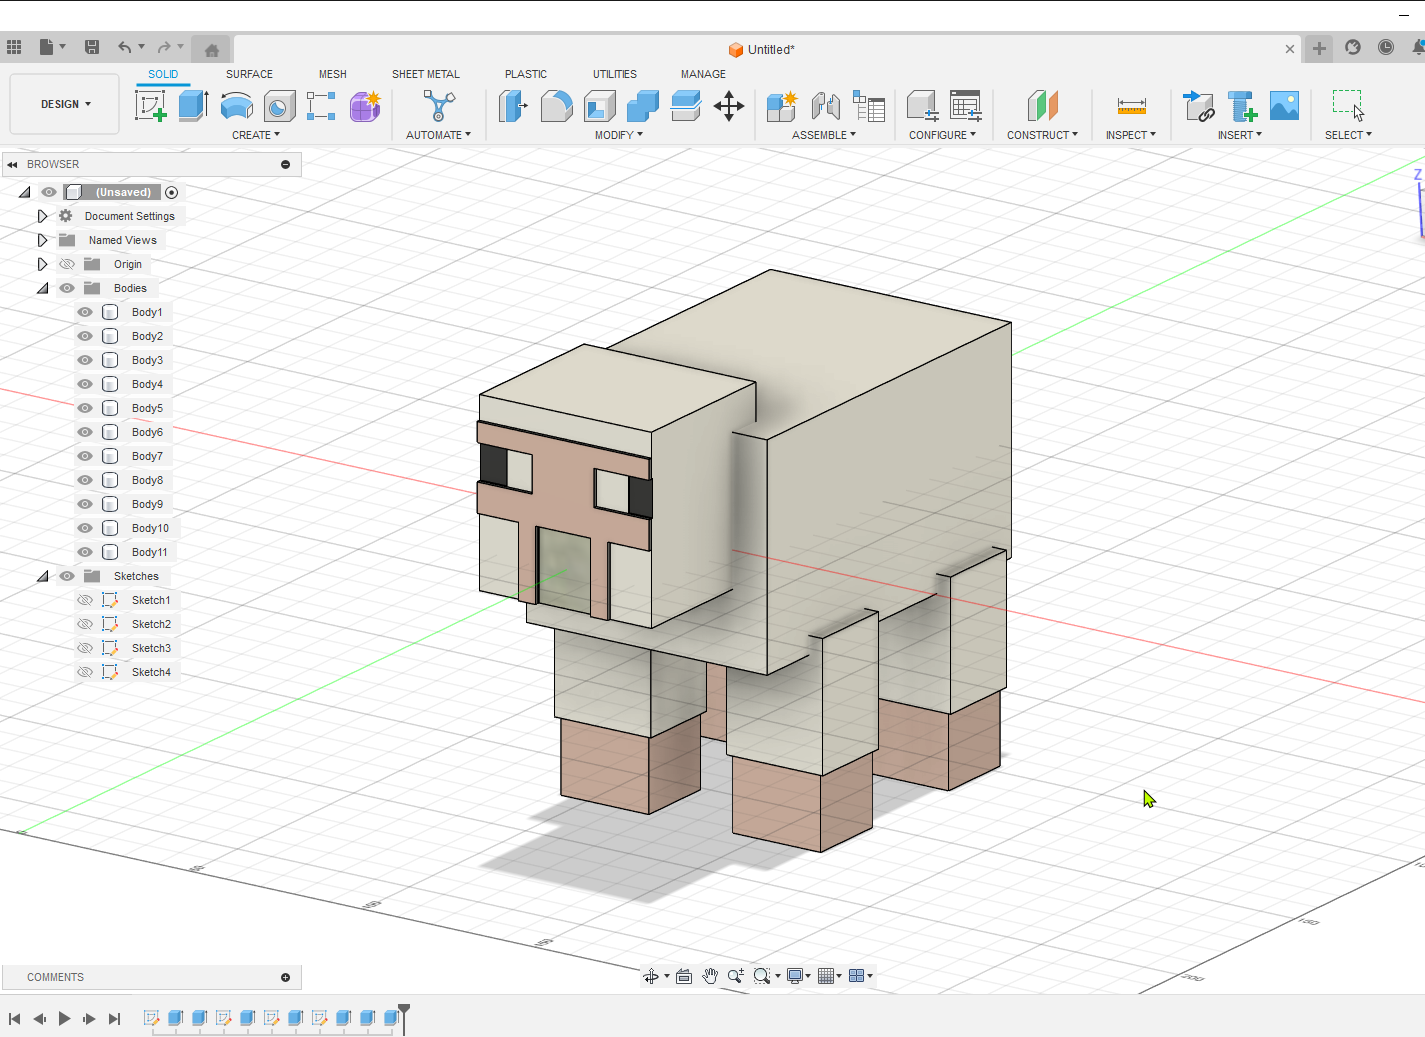 Untitled*
SOLID SURFACE MESH SHEET METAL PLASTIC UTILITIES MANAGE
DESIGN
CREATE AUTOMATE MODIFY ASSEMBLE CONFIGURE CONSTRUCT INSPECT INSERT SELECT
BROWSER
(Unsaved)
Z
Document Settings
Named Views
Origin
Bodies
Body1
Body2
Body3
Body4
Body5
Body6
Body7
Body8
Body9
Body10
Body11
Sketches
Sketch1
Sketch2
Sketch3
Sketch4
150
200
COMMENTS